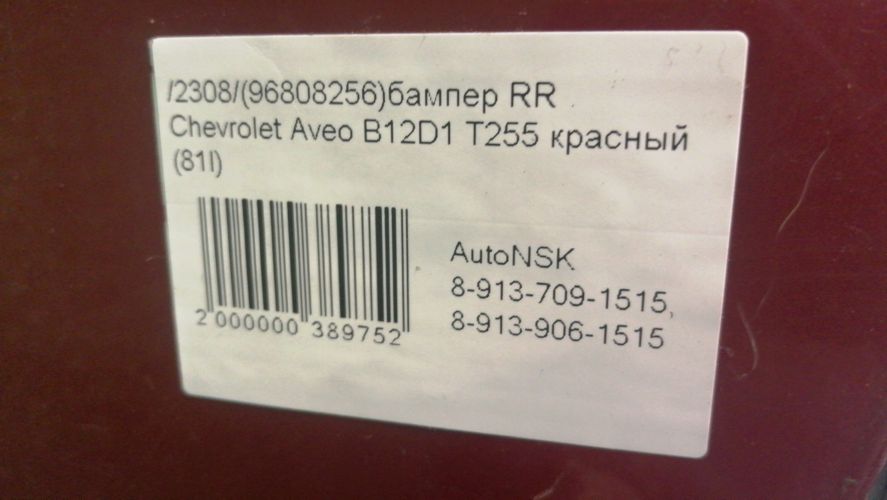 /2308/(96808256)бампер RR
Chevrolet Aveo B12D1 T255 красный
(81I)
AutoNSK
8-913-709-1515,
8-913-906-1515
2 000000 389752